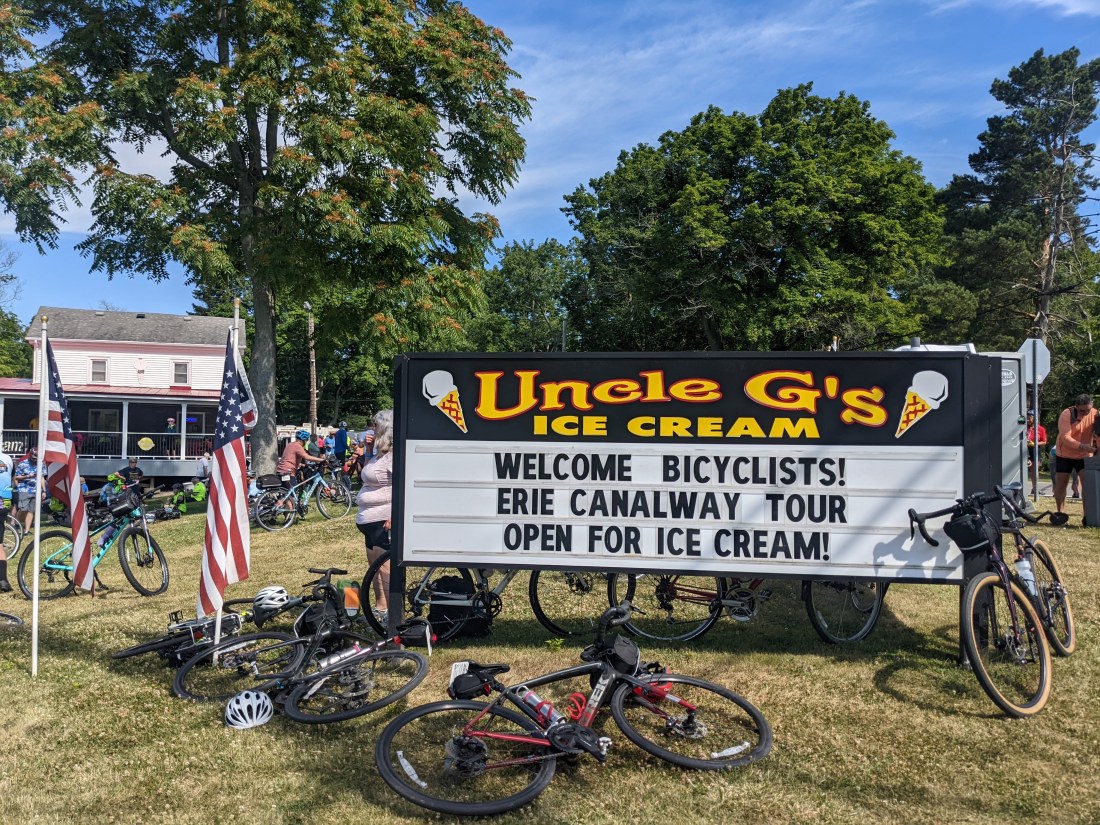 Uncle G's
ICE CREAM
WELCOME BICYCLISTS!
ERIE CANALWAY TOUR
OPEN FOR ICE CREAM!